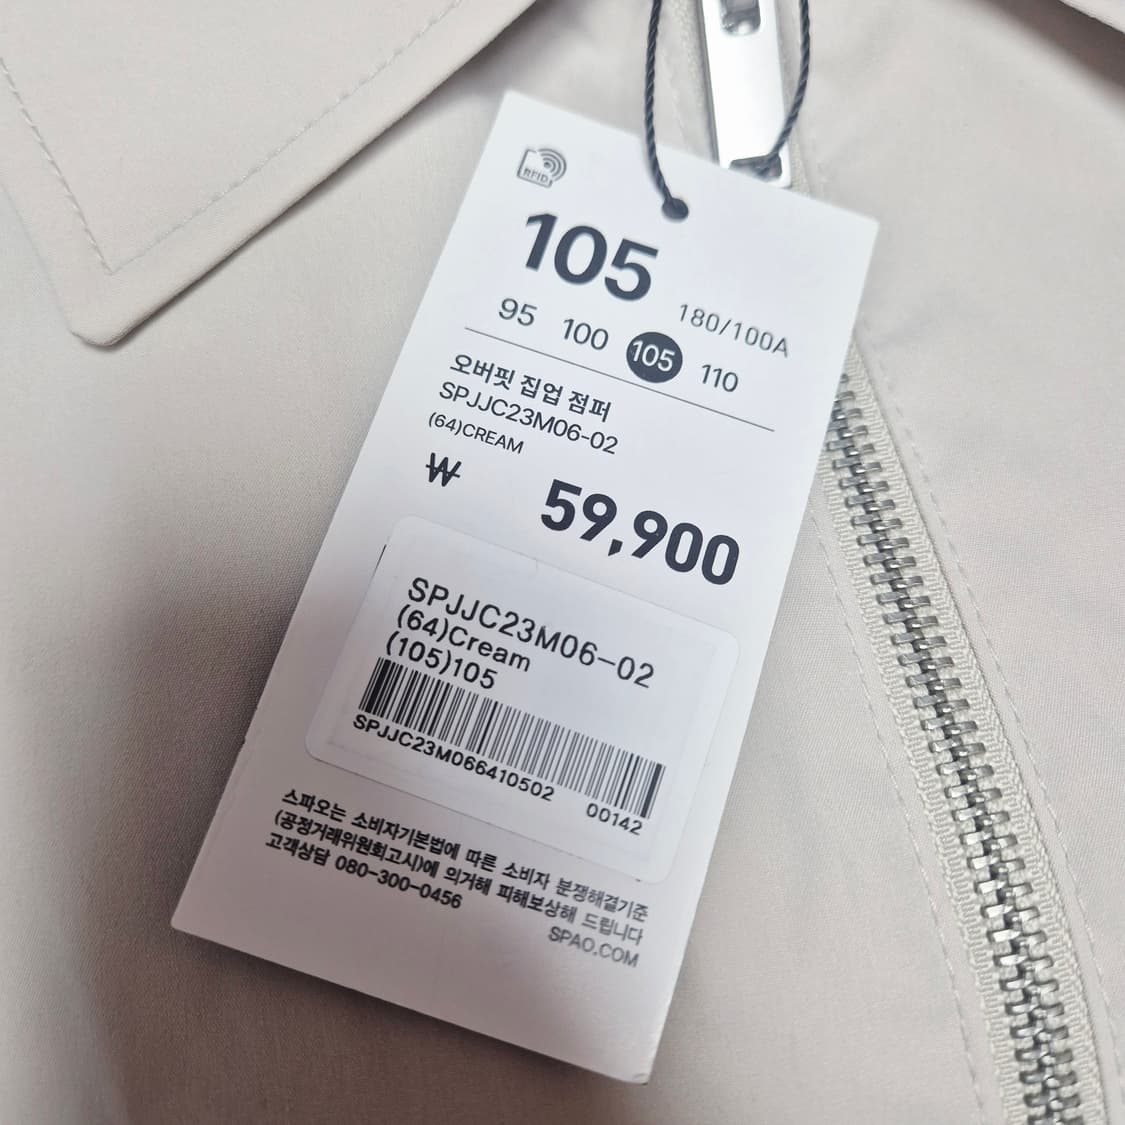 RFID
105
180/100A
95 100 105 110
오버핏 집업 점퍼
SPJJC23M06-02
(64)CREAM
₩ 59,900
SPJJC23M06-02
(64)Cream
(105)105
SPJJC23M066410502 00142
스파오는 소비자기본법에 따른 소비자 분쟁해결기준
(공정거래위원회고시)에 의거해 피해보상해 드립니다
고객상담 080-300-0456
SPAO.COM